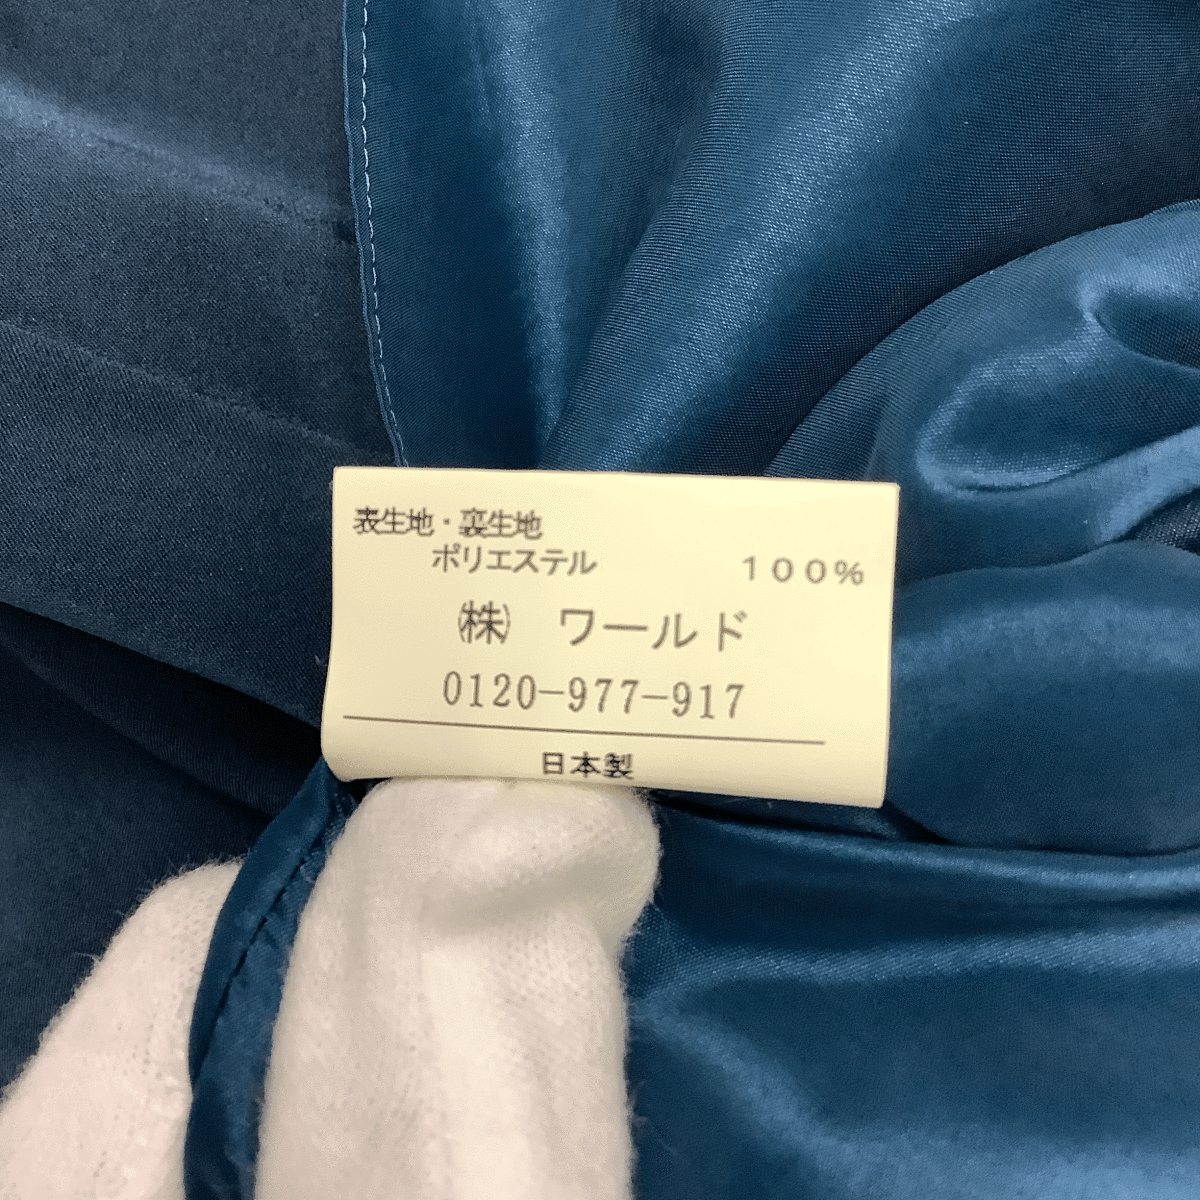 表生地・裏生地
ポリエステル　100%
㈱　ワールド
0120-977-917
日本製